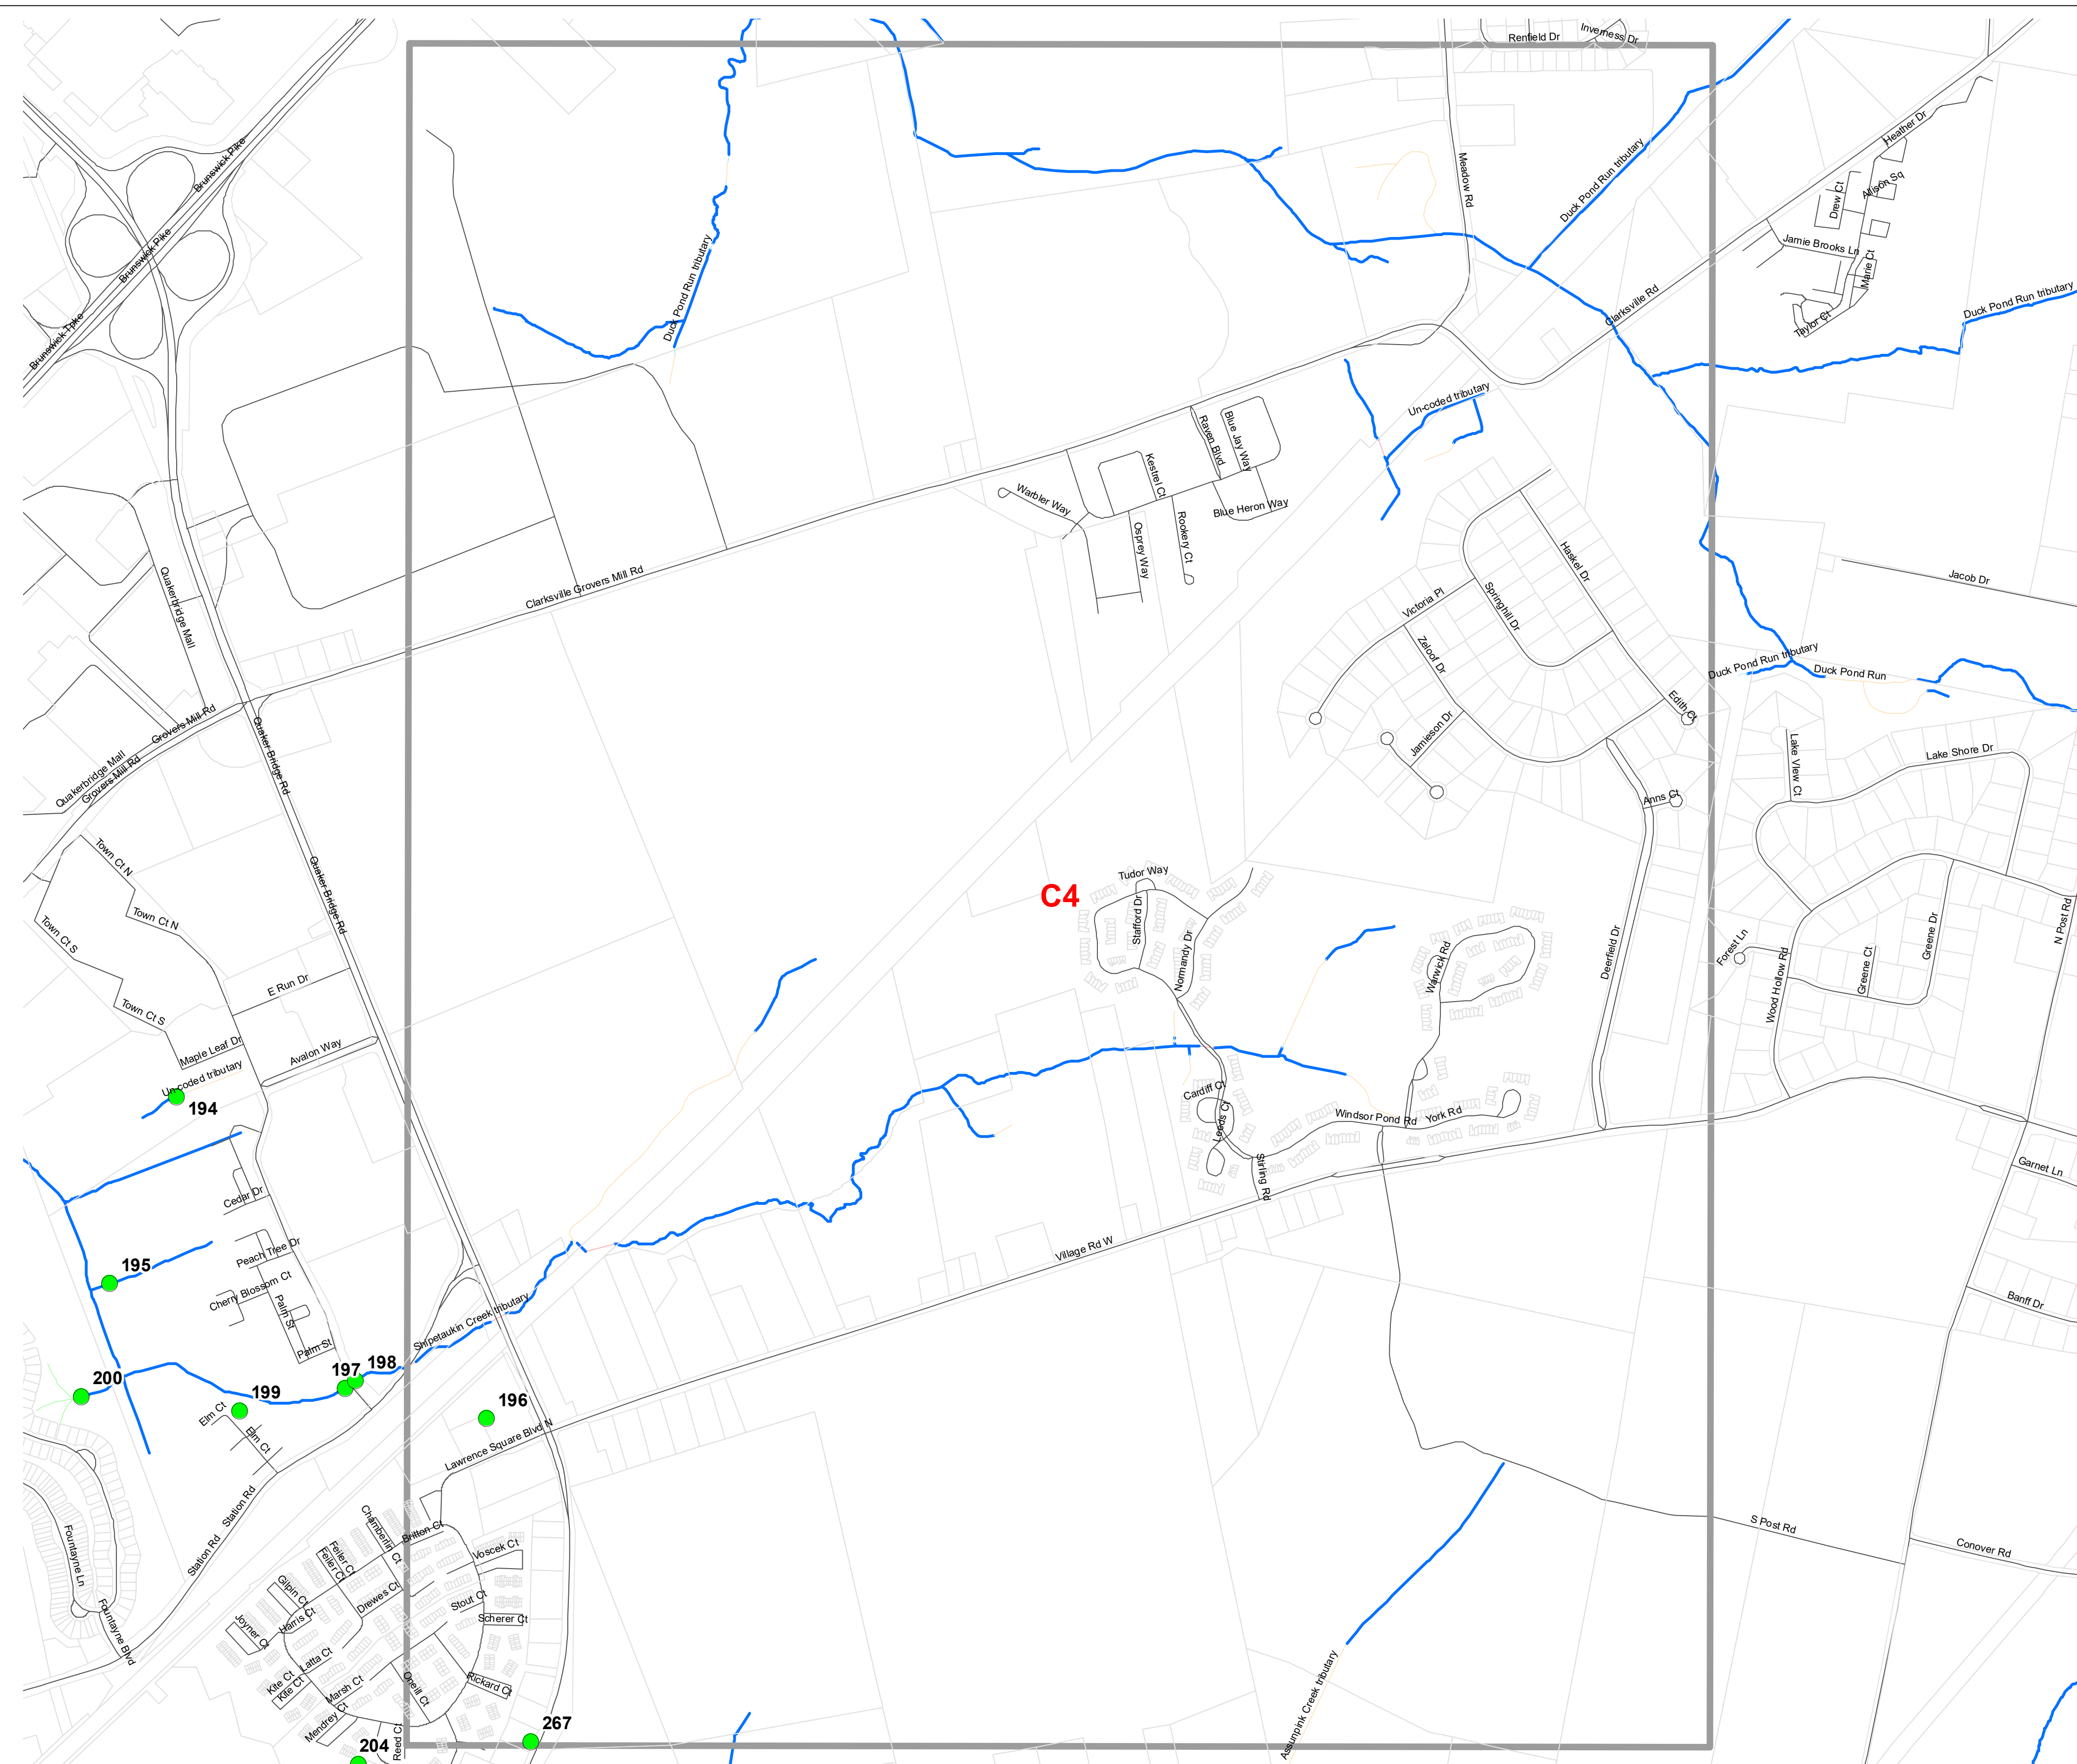 Renfield Dr
Inverness Dr
Brunswick Pike
Brunswick Pike
Brunswick Tpke
Duck Pond Run tributary
Meadow Rd
Duck Pond Run tributary
Heather Dr
Allison Sq
Drew Ct
Jamie Brooks Ln
Marie Ct
Taylor Ct
Duck Pond Run tributary
Clarksville Rd
Un-coded tributary
Raven Blvd
Blue Jay Way
Kestrel Ct
Warbler Way
Blue Heron Way
Osprey Way
Rookery Ct
Clarksville Grovers Mill Rd
Quakerbridge Mall
Haskel Dr
Springhill Dr
Victoria Pl
Zeloof Dr
Jamieson Dr
Edith Ct
Anns Ct
Jacob Dr
Duck Pond Run tributary
Duck Pond Run
Lake View Ct
Lake Shore Dr
Grovers Mill Rd
Quakerbridge Mall
Grovers Mill Rd
Quaker Bridge Rd
Quaker Bridge Rd
Town Ct N
Town Ct N
Town Ct S
Town Ct S
E Run Dr
Maple Leaf Dr
Avalon Way
Un-coded tributary
194
C4
Tudor Way
Stafford Dr
Normandy Dr
Warwick Rd
Deerfield Dr
Forest Ln
Wood Hollow Rd
Greene Ct
Greene Dr
N Post Rd
Cardiff Ct
Leeds Ct
Windsor Pond Rd
York Rd
Stirling Rd
Village Rd W
Garnet Ln
Banff Dr
Cedar Dr
Peach Tree Dr
Cherry Blossom Ct
Palm St
Palm St
195
Shipetaukin Creek tributary
200
199
197
198
196
Elm Ct
Elm Ct
Lawrence Square Blvd N
Station Rd
Station Rd
Fountayne Ln
Fountayne Blvd
Chamberlin Ct
Britton Ct
Feiler Ct
Feiler Ct
Voscek Ct
Gilpin Ct
Drewes Ct
Stout Ct
Harris Ct
Scherer Ct
Joyner Ct
Latta Ct
Kite Ct
Kite Ct
Marsh Ct
Oneill Ct
Rickard Ct
Mendrey Ct
Reed Ct
204
267
Assunpink Creek tributary
S Post Rd
Conover Rd